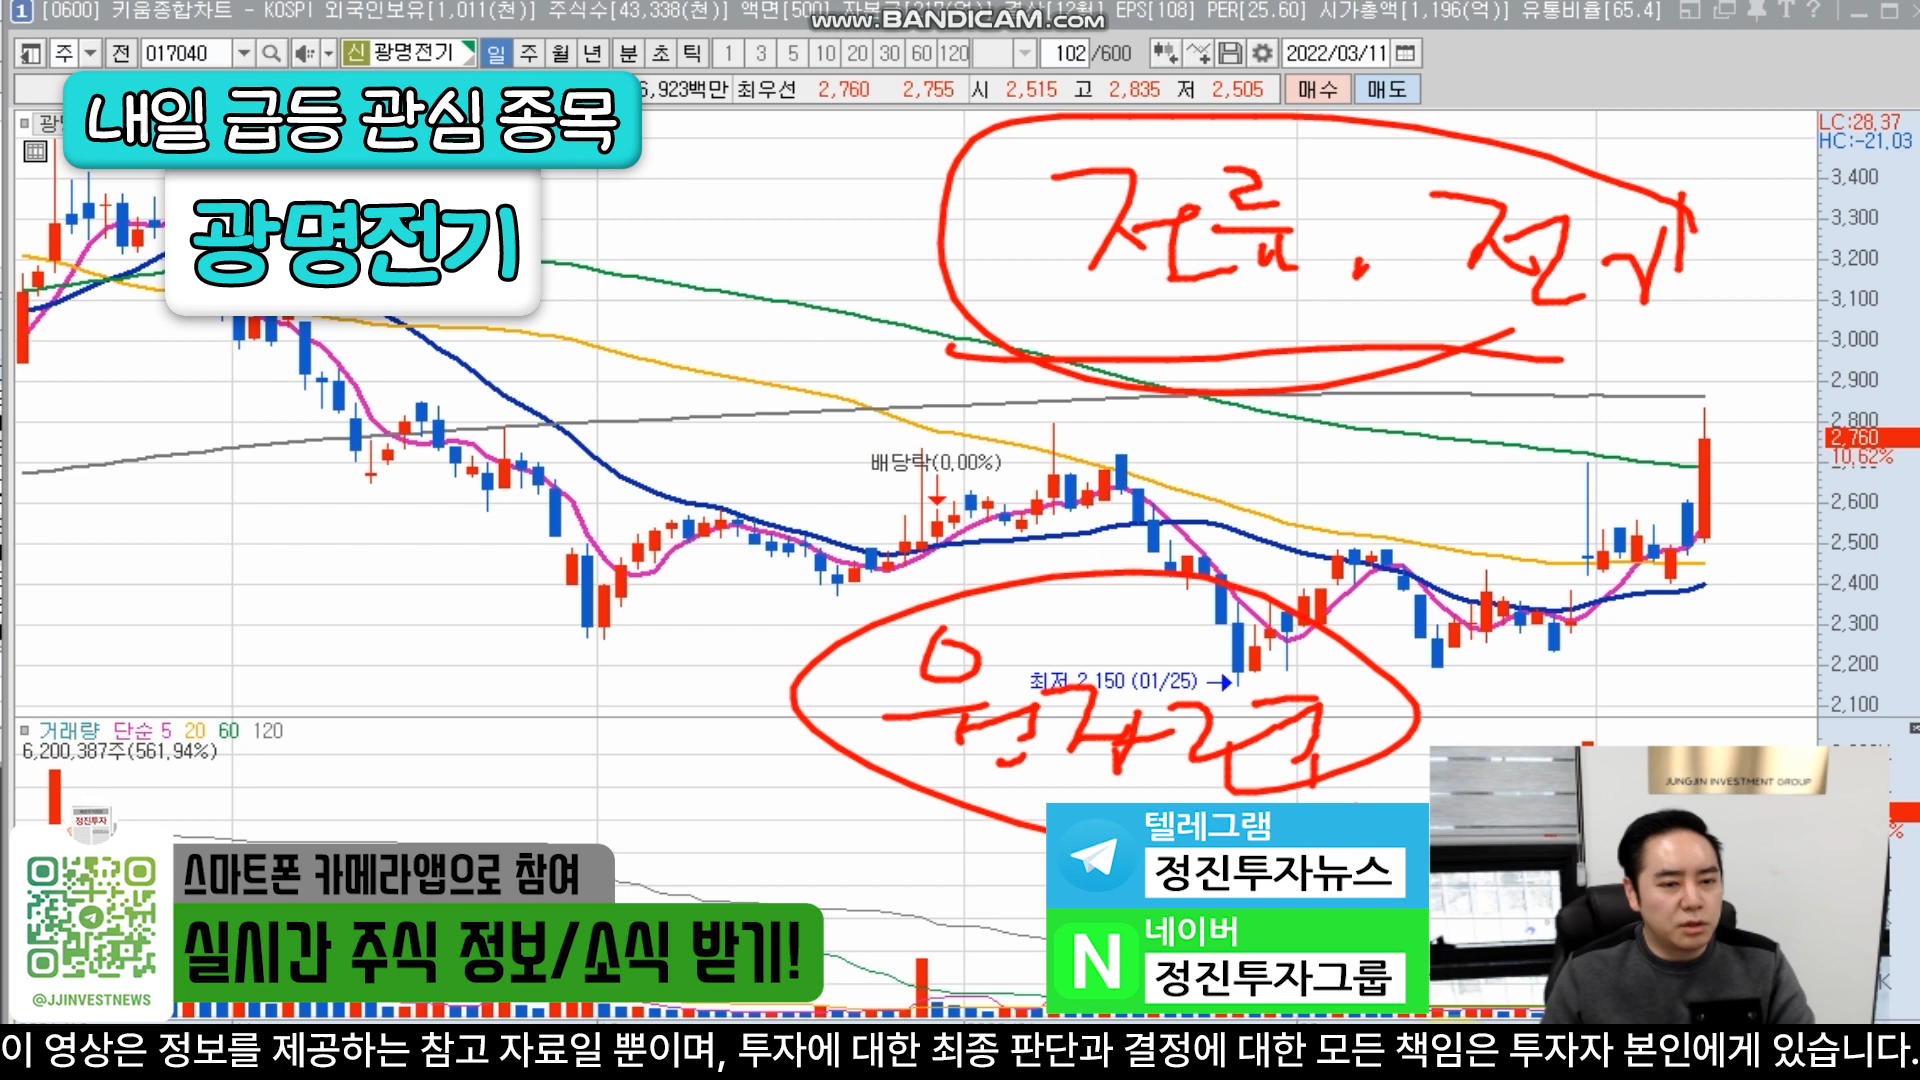 [0600] 키움종합차트 - KOSPI 외국인보유[1,011(천)] 주식수[43,338(천)] 액면[500] EPS[108] PER[25.60] 시가총액[1,196(억)] 유통비율[65.4]
www.BANDICAM.com
주 전 017040 신 광명전기 일 주 월 년 분 초 틱 1 3 5 10 20 30 60 120 102 /600 2022/03/11
6,923백만 최우선 2,760 2,755 시 2,515 고 2,835 저 2,505 매수 매도
내일 급등 관심 종목
광명전기
LC:28.37
HC:-21.03
3,400
3,300
3,200
3,100
3,000
2,900
2,800
2,760
10.62%
2,600
2,500
2,400
2,300
2,200
2,100
전류, 전기
배당락(0.00%)
최저 2,150 (01/25)
원자력
거래량 단순 5 20 60 120
6,200,387주(561.94%)
정진투자
스마트폰 카메라앱으로 참여
실시간 주식 정보/소식 받기!
@JJINVESTNEWS
텔레그램
정진투자뉴스
네이버
N 정진투자그룹
JUNGJIN INVESTMENT GROUP
이 영상은 정보를 제공하는 참고 자료일 뿐이며, 투자에 대한 최종 판단과 결정에 대한 모든 책임은 투자자 본인에게 있습니다.